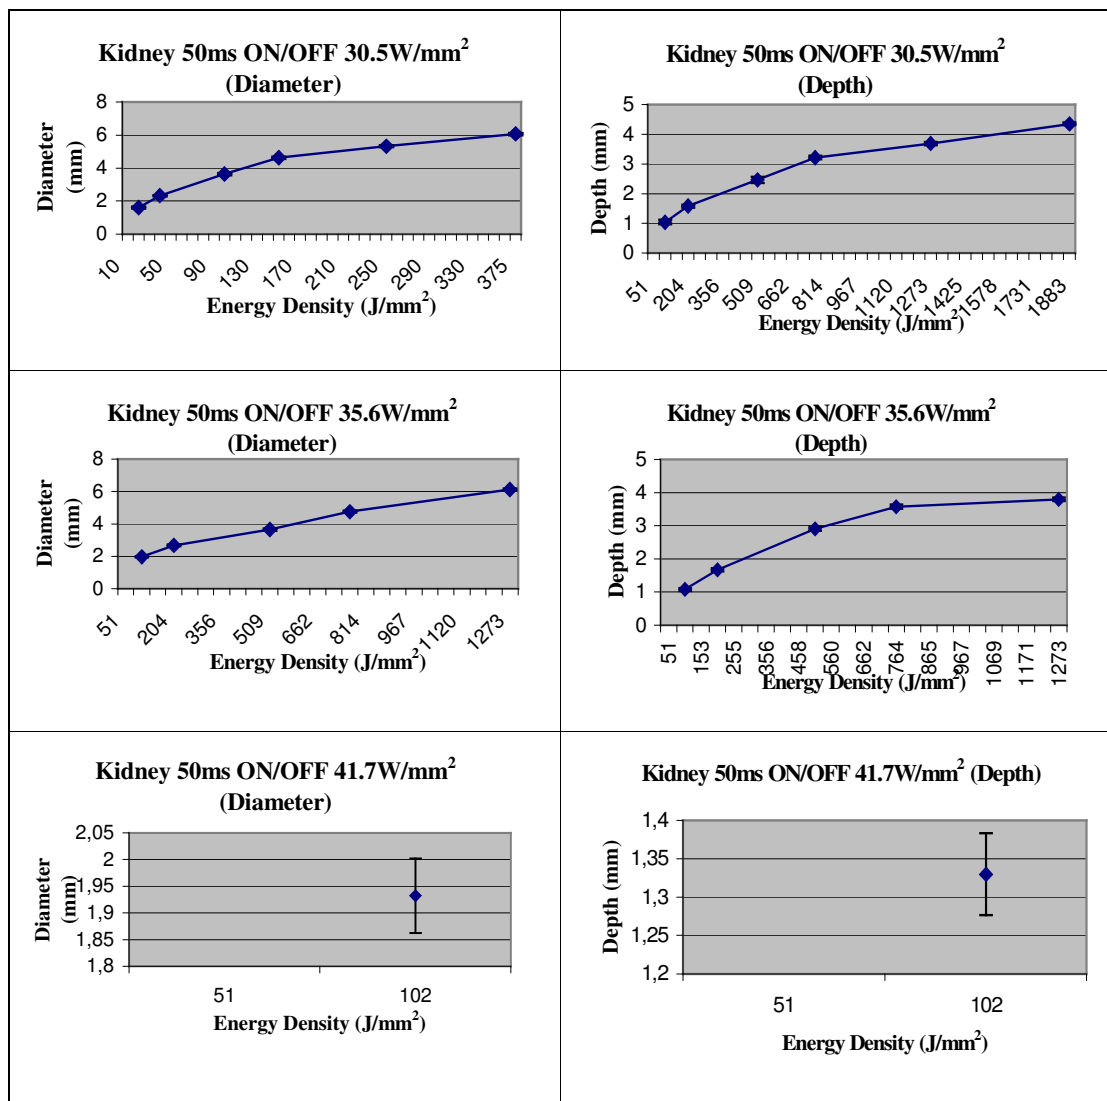 Kidney 50ms ON/OFF 30.5W/mm²
(Diameter)
8
6
4
2
0
Diameter
(mm)
10 50 90 130 170 210 250 290 330 375
Energy Density (J/mm²)
Kidney 50ms ON/OFF 30.5W/mm²
(Depth)
5
4
3
2
1
0
Depth (mm)
51 204 356 509 662 814 967 1120 1273 1425 1578 1731 1883
Energy Density (J/mm²)
Kidney 50ms ON/OFF 35.6W/mm²
(Diameter)
8
6
4
2
0
Diameter
(mm)
51 204 356 509 662 814 967 1120 1273
Energy Density (J/mm²)
Kidney 50ms ON/OFF 35.6W/mm²
(Depth)
5
4
3
2
1
0
Depth (mm)
51 153 255 356 458 560 662 764 865 967 1069 1171 1273
Energy Density (J/mm²)
Kidney 50ms ON/OFF 41.7W/mm²
(Diameter)
2,05
2
1,95
1,9
1,85
1,8
Diameter
(mm)
51 102
Energy Density (J/mm²)
Kidney 50ms ON/OFF 41.7W/mm² (Depth)
1,4
1,35
1,3
1,25
1,2
Depth (mm)
51 102
Energy Density (J/mm²)